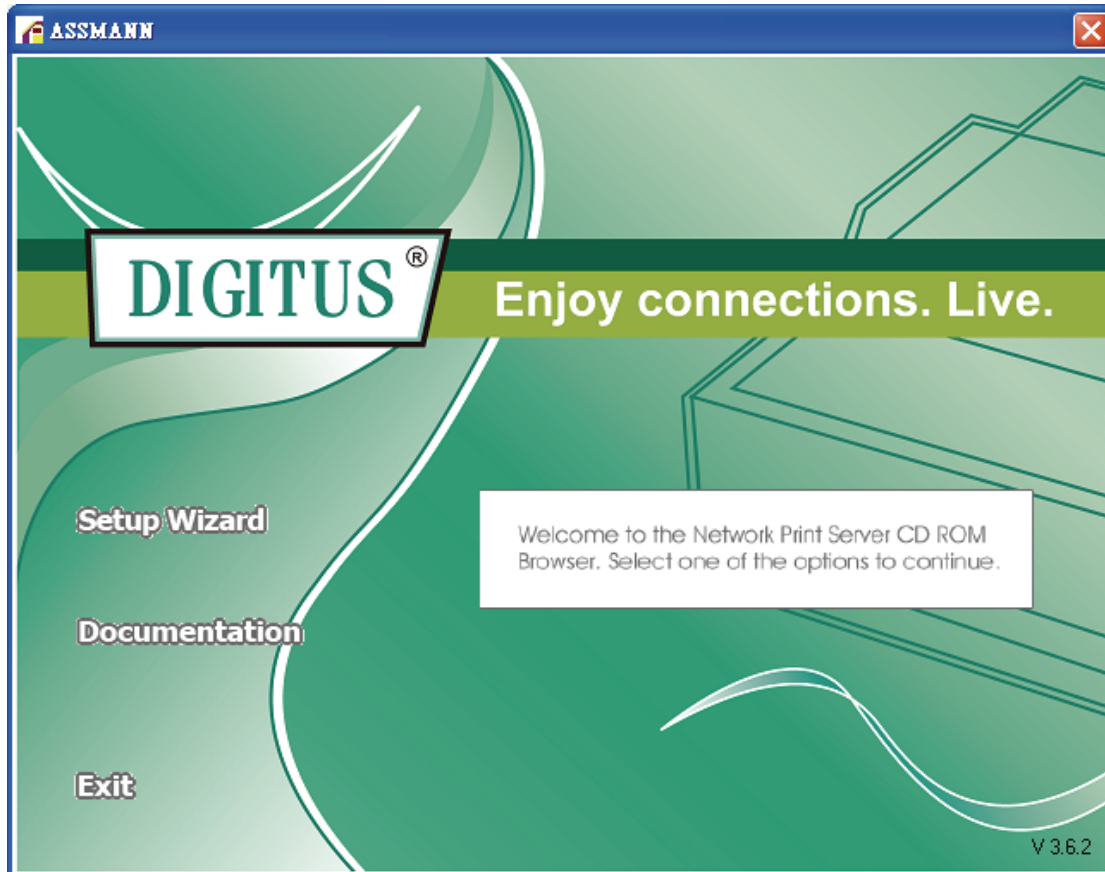 ASSMANN
DIGITUS®
Enjoy connections. Live.
Setup Wizard
Welcome to the Network Print Server CD ROM
Browser. Select one of the options to continue.
Documentation
Exit
V 3.6.2